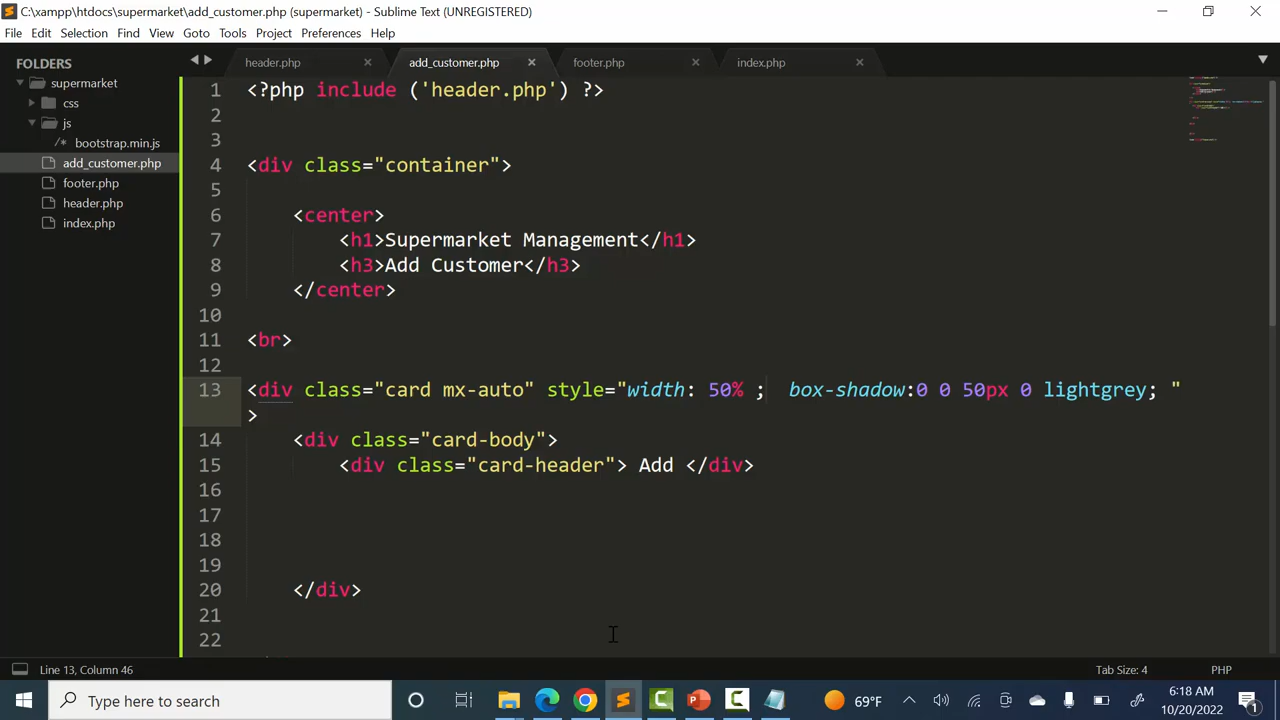 C:\xampp\htdocs\supermarket\add_customer.php (supermarket) - Sublime Text (UNREGISTERED)
File Edit Selection Find View Goto Tools Project Preferences Help
FOLDERS
supermarket
css
js
/* bootstrap.min.js
add_customer.php
footer.php
header.php
index.php
header.php × add_customer.php × footer.php × index.php ×
1 <?php include ('header.php') ?>
2
3
4 <div class="container">
5
6 <center>
7 <h1>Supermarket Management</h1>
8 <h3>Add Customer</h3>
9 </center>
10
11 <br>
12
13 <div class="card mx-auto" style="width: 50% ;  box-shadow:0 0 50px 0 lightgrey; "
>
14 <div class="card-body">
15 <div class="card-header"> Add </div>
16
17
18
19
20 </div>
21
22
Line 13, Column 46
Tab Size: 4 PHP
Type here to search
69°F
6:18 AM
10/20/2022
1